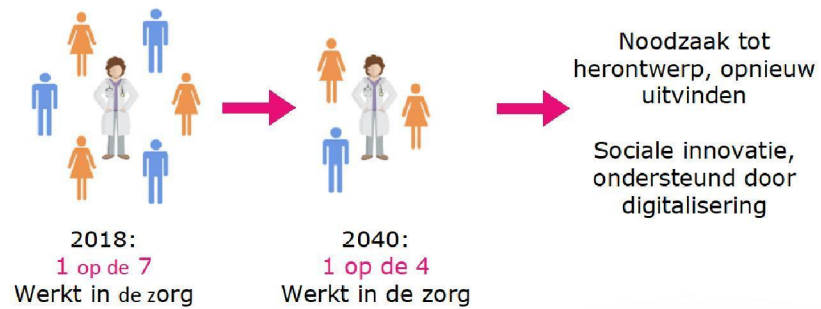 2018:
1 op de 7
Werkt in de zorg
2040:
1 op de 4
Werkt in de zorg
Noodzaak tot
herontwerp, opnieuw
uitvinden
Sociale innovatie,
ondersteund door
digitalisering